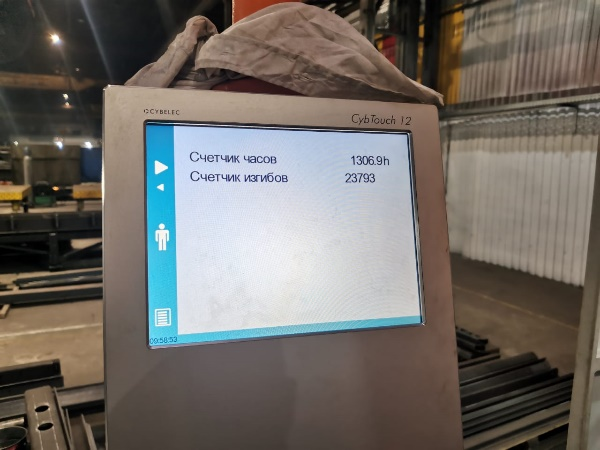 CYBELEC
CybTouch 12
Счетчик часов 1306.9h
Счетчик изгибов 23793
09:58:53